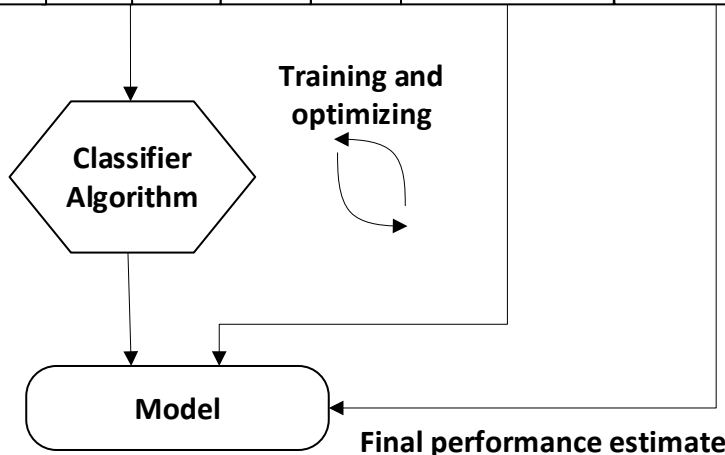 Training and
optimizing
Classifier
Algorithm
Model
Final performance estimate